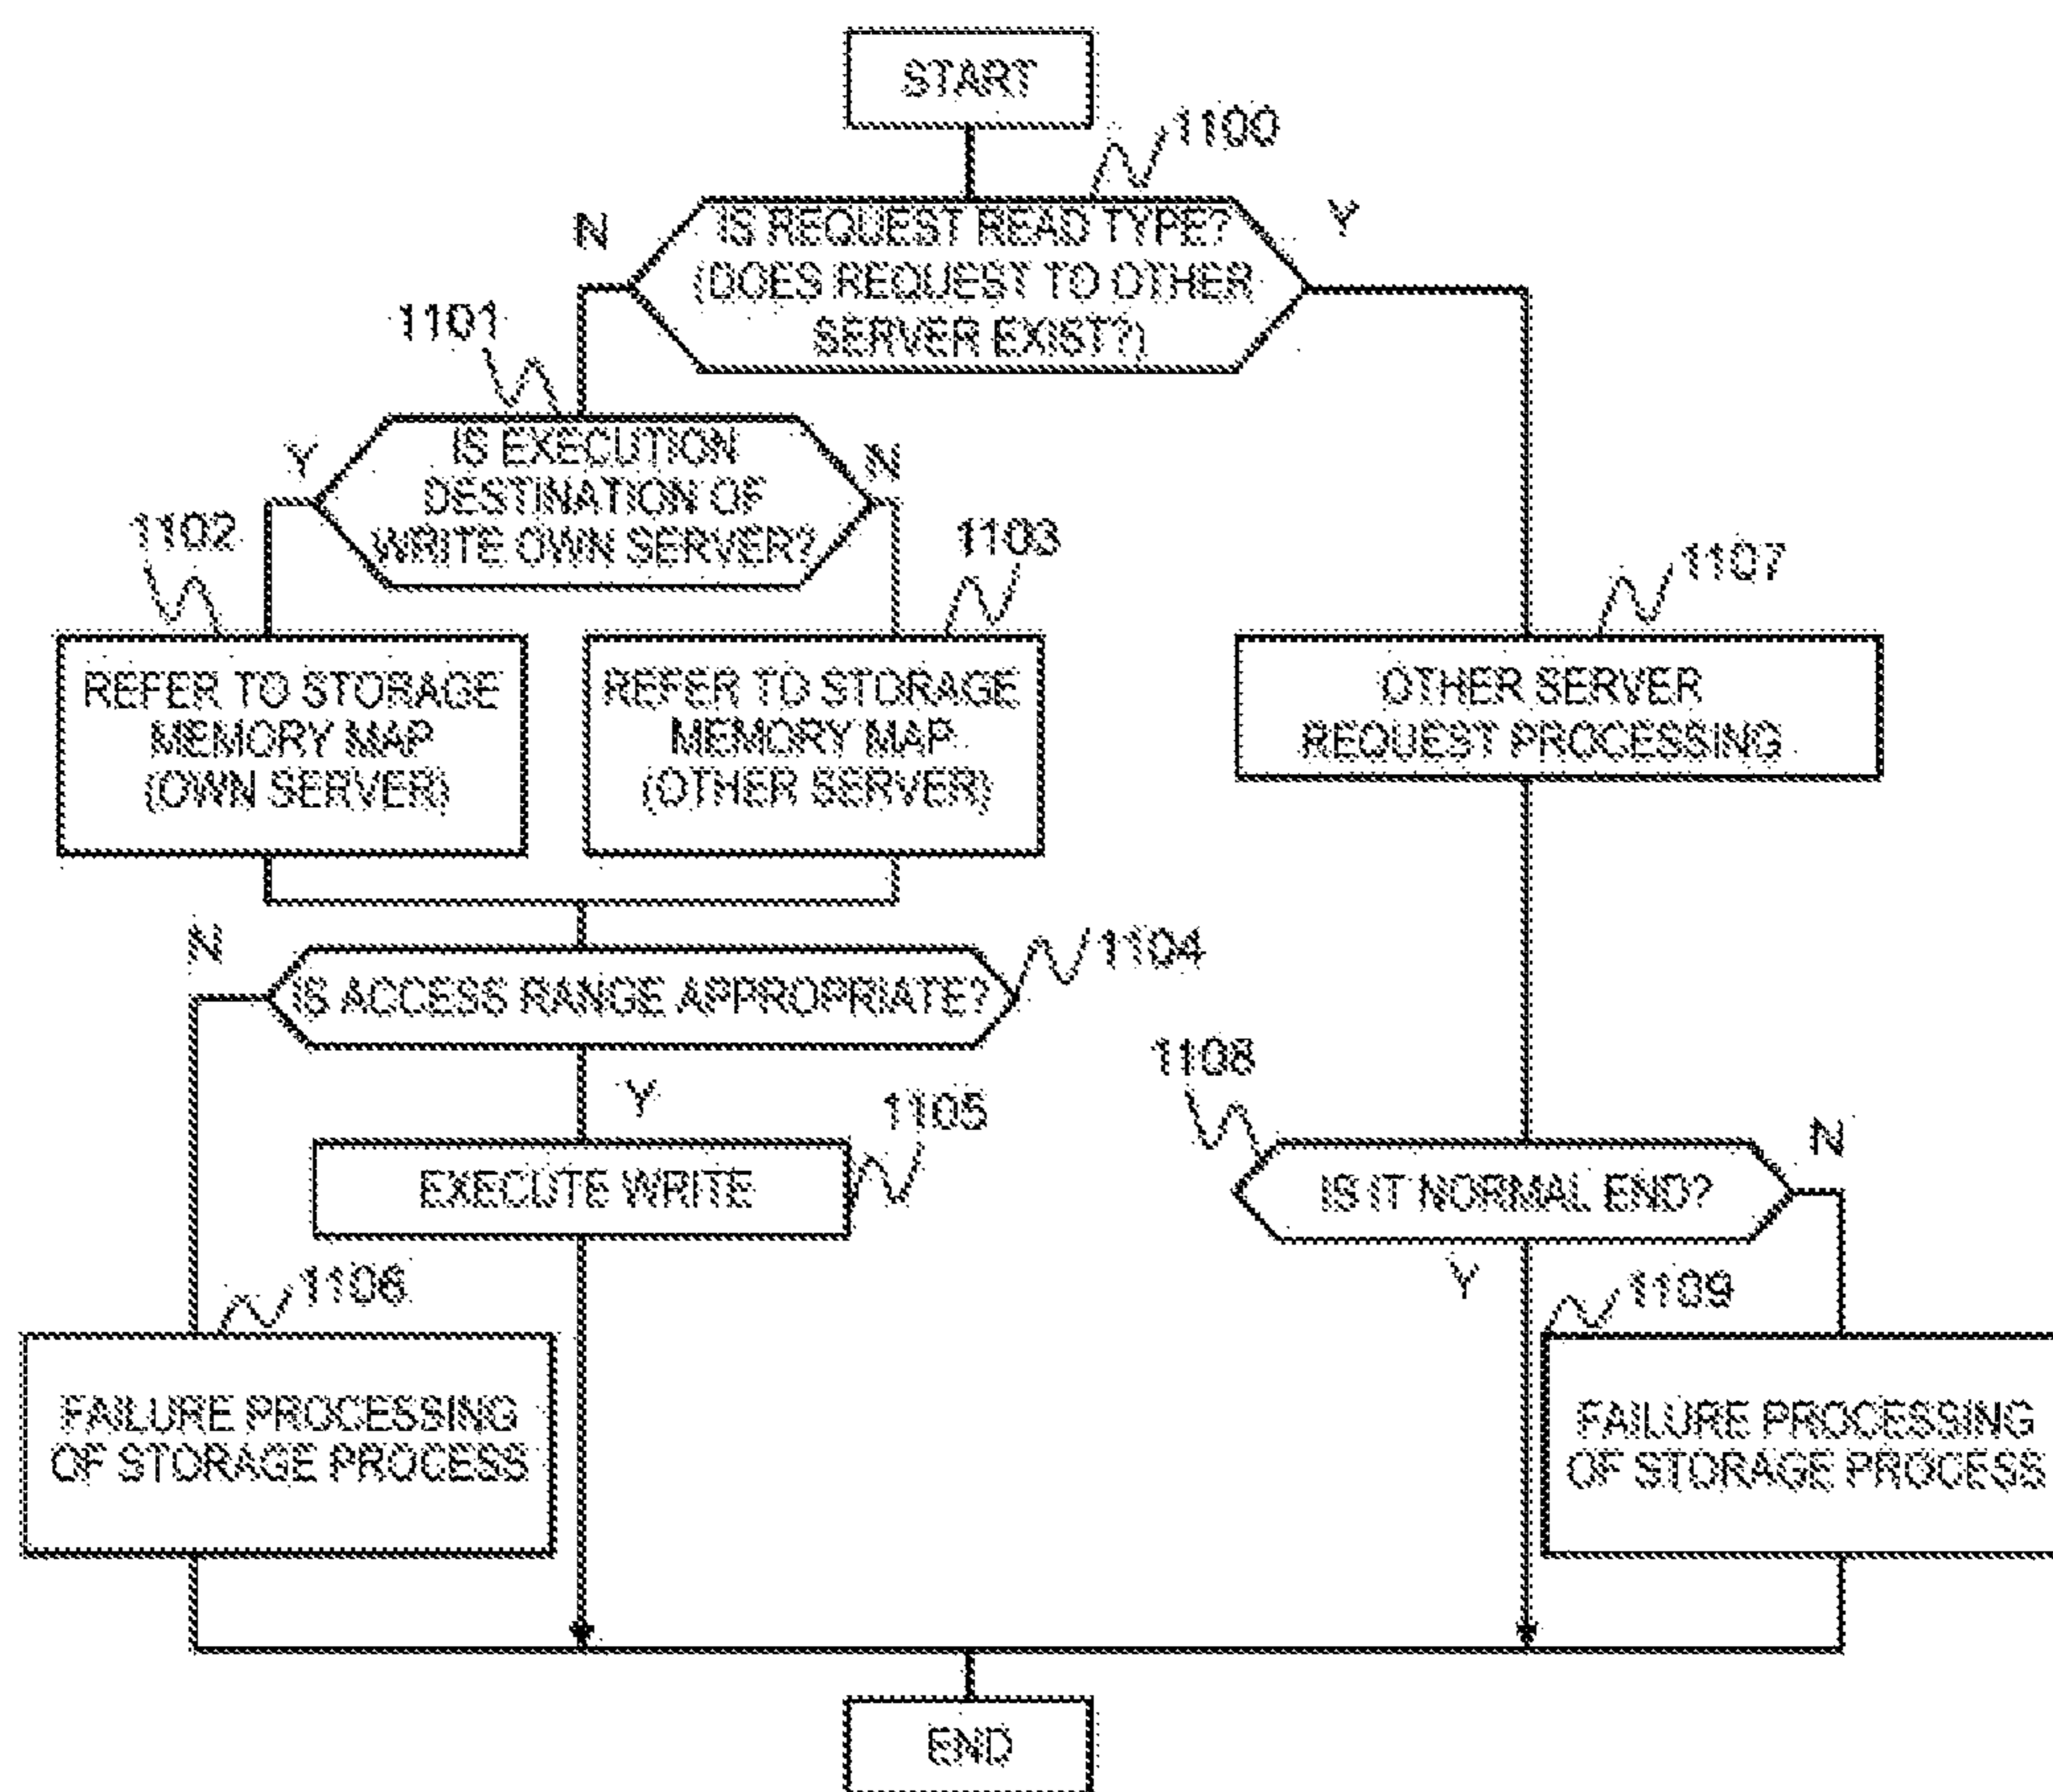 START
1100
N
IS REQUEST READ TYPE?
Y
(DOES REQUEST TO OTHER
SERVER EXIST?)
1101
Y
IS EXECUTION
N
DESTINATION OF
WRITE OWN SERVER?
1102
1103
1107
REFER TO STORAGE
MEMORY MAP
(OWN SERVER)
REFER TO STORAGE
MEMORY MAP
(OTHER SERVER)
OTHER SERVER
REQUEST PROCESSING
N
1104
IS ACCESS RANGE APPROPRIATE?
Y
1105
1108
N
EXECUTE WRITE
IS IT NORMAL END?
Y
1106
1109
FAILURE PROCESSING
OF STORAGE PROCESS
FAILURE PROCESSING
OF STORAGE PROCESS
END